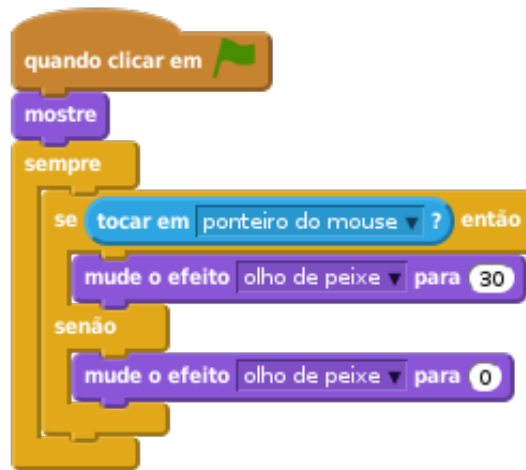 quando clicar em
mostre
sempre
se tocar em ponteiro do mouse ? então
mude o efeito olho de peixe para 30
senão
mude o efeito olho de peixe para 0